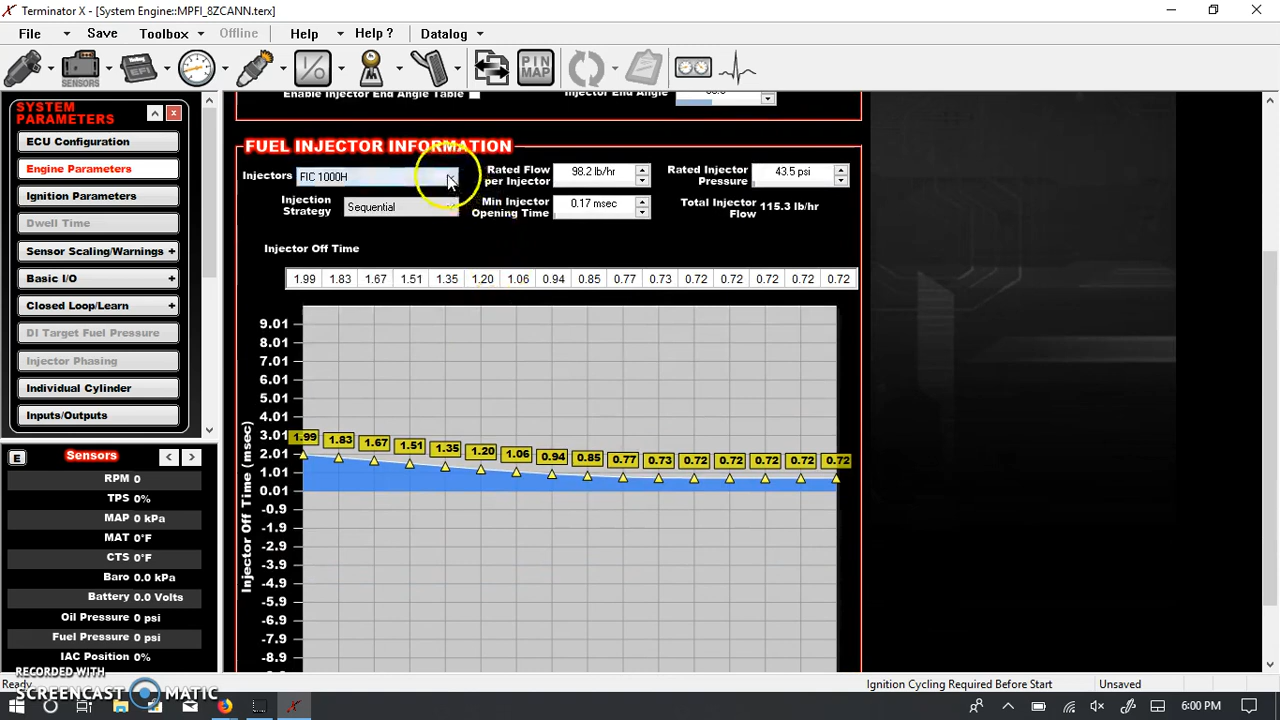 Terminator X - [System Engine::MPFI_8ZCANN.terx]
File Save Toolbox Offline Help Help ? Datalog
SENSORS EFI I/O PIN MAP
SYSTEM PARAMETERS
ECU Configuration
Engine Parameters
Ignition Parameters
Dwell Time
Sensor Scaling/Warnings +
Basic I/O +
Closed Loop/Learn +
DI Target Fuel Pressure
Injector Phasing
Individual Cylinder
Inputs/Outputs
E Sensors
RPM 0
TPS 0%
MAP 0 kPa
MAT 0°F
CTS 0°F
Baro 0.0 kPa
Battery 0.0 Volts
Oil Pressure 0 psi
Fuel Pressure 0 psi
IAC Position 0%
Enable Injector End Angle Table Injector End Angle
FUEL INJECTOR INFORMATION
Injectors FIC 1000H
Rated Flow per Injector 98.2 lb/hr
Rated Injector Pressure 43.5 psi
Injection Strategy Sequential
Min Injector Opening Time 0.17 msec
Total Injector Flow 115.3 lb/hr
Injector Off Time
1.99 1.83 1.67 1.51 1.35 1.20 1.06 0.94 0.85 0.77 0.73 0.72 0.72 0.72 0.72 0.72
Injector Off Time (msec)
9.01
8.01
7.01
6.01
5.01
4.01
3.01
2.01
1.01
0.01
-0.9
-1.9
-2.9
-3.9
-4.9
-5.9
-6.9
-7.9
-8.9
1.99 1.83 1.67 1.51 1.35 1.20 1.06 0.94 0.85 0.77 0.73 0.72 0.72 0.72 0.72 0.72
Ignition Cycling Required Before Start Unsaved
RECORDED WITH
SCREENCAST MATIC
6:00 PM